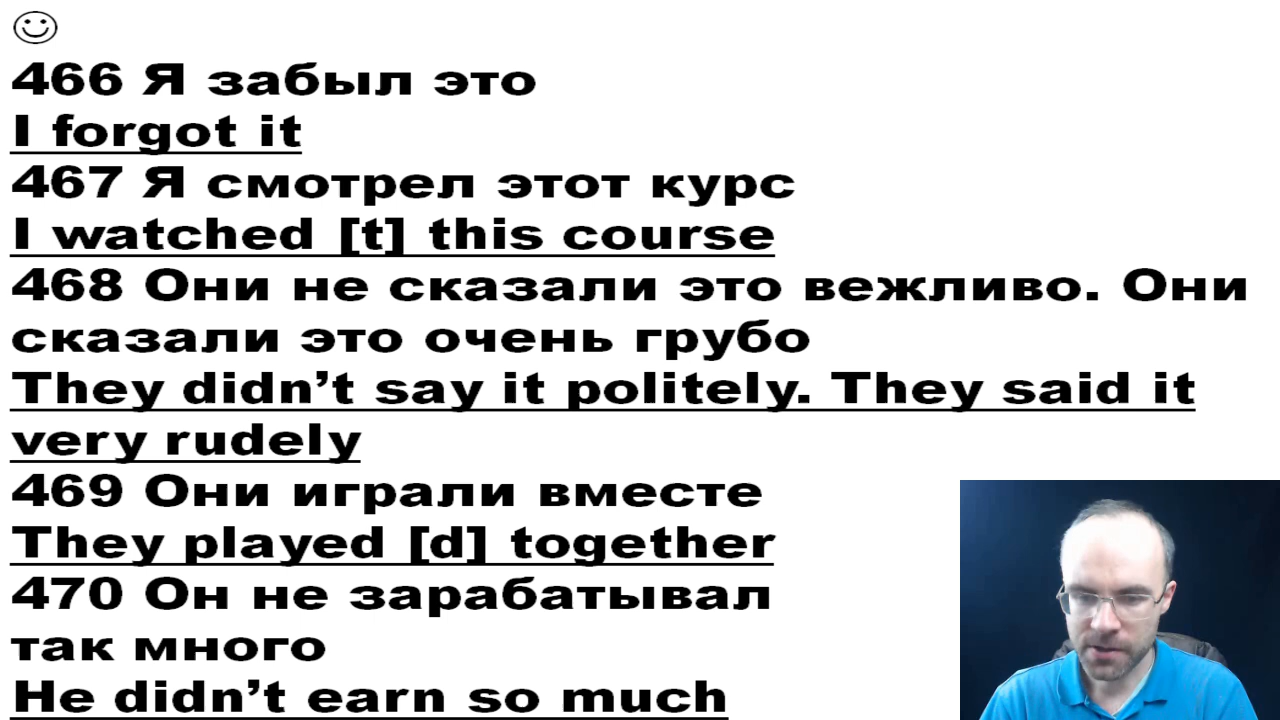 466 Я забыл это
I forgot it
467 Я смотрел этот курс
I watched [t] this course
468 Они не сказали это вежливо. Они
сказали это очень грубо
They didn’t say it politely. They said it
very rudely
469 Они играли вместе
They played [d] together
470 Он не зарабатывал
так много
He didn’t earn so much